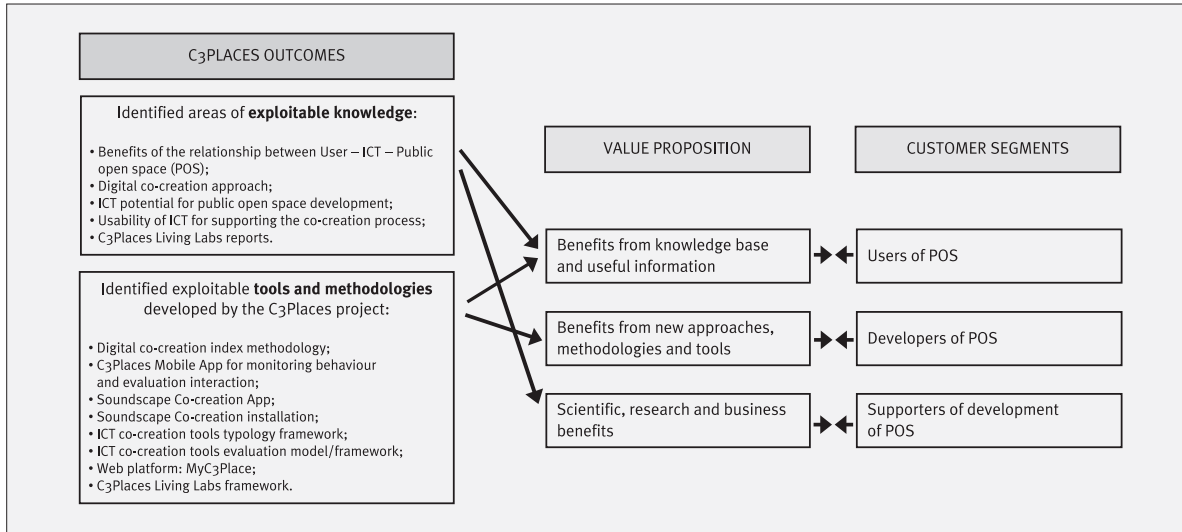 C3PLACES OUTCOMES
Identified areas of exploitable knowledge:
• Benefits of the relationship between User – ICT – Public
open space (POS);
• Digital co-creation approach;
• ICT potential for public open space development;
• Usability of ICT for supporting the co-creation process;
• C3Places Living Labs reports.
Identified exploitable tools and methodologies
developed by the C3Places project:
• Digital co-creation index methodology;
• C3Places Mobile App for monitoring behaviour
and evaluation interaction;
• Soundscape Co-creation App;
• Soundscape Co-creation installation;
• ICT co-creation tools typology framework;
• ICT co-creation tools evaluation model/framework;
• Web platform: MyC3Place;
• C3Places Living Labs framework.
VALUE PROPOSITION
Benefits from knowledge base
and useful information
Benefits from new approaches,
methodologies and tools
Scientific, research and business
benefits
CUSTOMER SEGMENTS
Users of POS
Developers of POS
Supporters of development
of POS